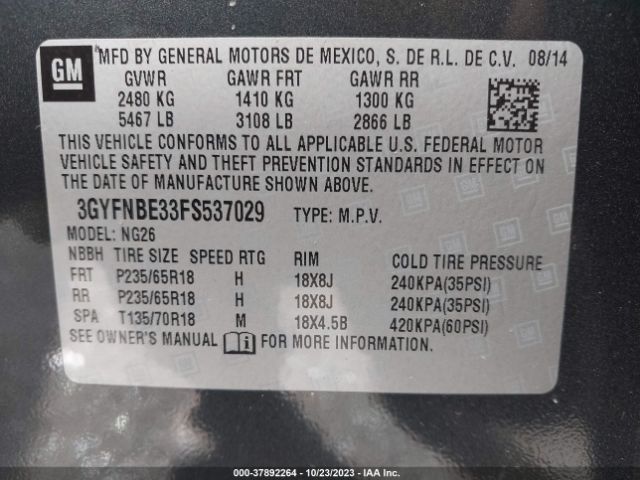 GM
MFD BY GENERAL MOTORS DE MEXICO, S. DE R.L. DE C.V. 08/14
GVWR GAWR FRT GAWR RR
2480 KG 1410 KG 1300 KG
5467 LB 3108 LB 2866 LB
THIS VEHICLE CONFORMS TO ALL APPLICABLE U.S. FEDERAL MOTOR
VEHICLE SAFETY AND THEFT PREVENTION STANDARDS IN EFFECT ON
THE DATE OF MANUFACTURE SHOWN ABOVE.
3GYFNBE33FS537029 TYPE: M.P.V.
MODEL: NG26
NBBH TIRE SIZE SPEED RTG RIM COLD TIRE PRESSURE
FRT P235/65R18 H 18X8J 240KPA(35PSI)
RR P235/65R18 H 18X8J 240KPA(35PSI)
SPA T135/70R18 M 18X4.5B 420KPA(60PSI)
SEE OWNER'S MANUAL i FOR MORE INFORMATION.
000-37892264 - 10/23/2023 - IAA Inc.